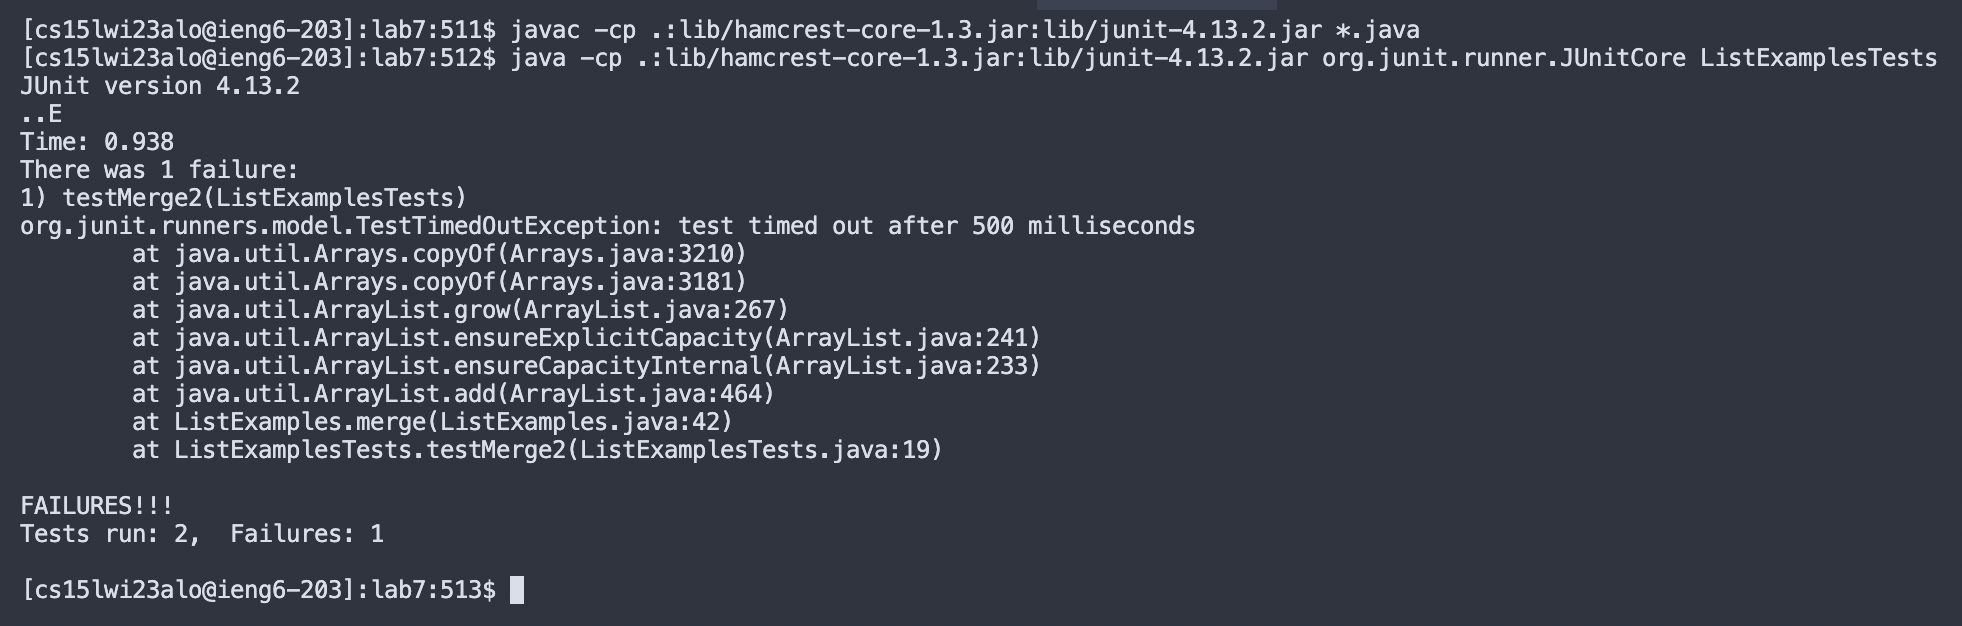 [cs15lwi23alo@ieng6-203]:lab7:511$ javac -cp .:lib/hamcrest-core-1.3.jar:lib/junit-4.13.2.jar *.java
[cs15lwi23alo@ieng6-203]:lab7:512$ java -cp .:lib/hamcrest-core-1.3.jar:lib/junit-4.13.2.jar org.junit.runner.JUnitCore ListExamplesTests
JUnit version 4.13.2
..E
Time: 0.938
There was 1 failure:
1) testMerge2(ListExamplesTests)
org.junit.runners.model.TestTimedOutException: test timed out after 500 milliseconds
        at java.util.Arrays.copyOf(Arrays.java:3210)
        at java.util.Arrays.copyOf(Arrays.java:3181)
        at java.util.ArrayList.grow(ArrayList.java:267)
        at java.util.ArrayList.ensureExplicitCapacity(ArrayList.java:241)
        at java.util.ArrayList.ensureCapacityInternal(ArrayList.java:233)
        at java.util.ArrayList.add(ArrayList.java:464)
        at ListExamples.merge(ListExamples.java:42)
        at ListExamplesTests.testMerge2(ListExamplesTests.java:19)

FAILURES!!!
Tests run: 2,  Failures: 1

[cs15lwi23alo@ieng6-203]:lab7:513$